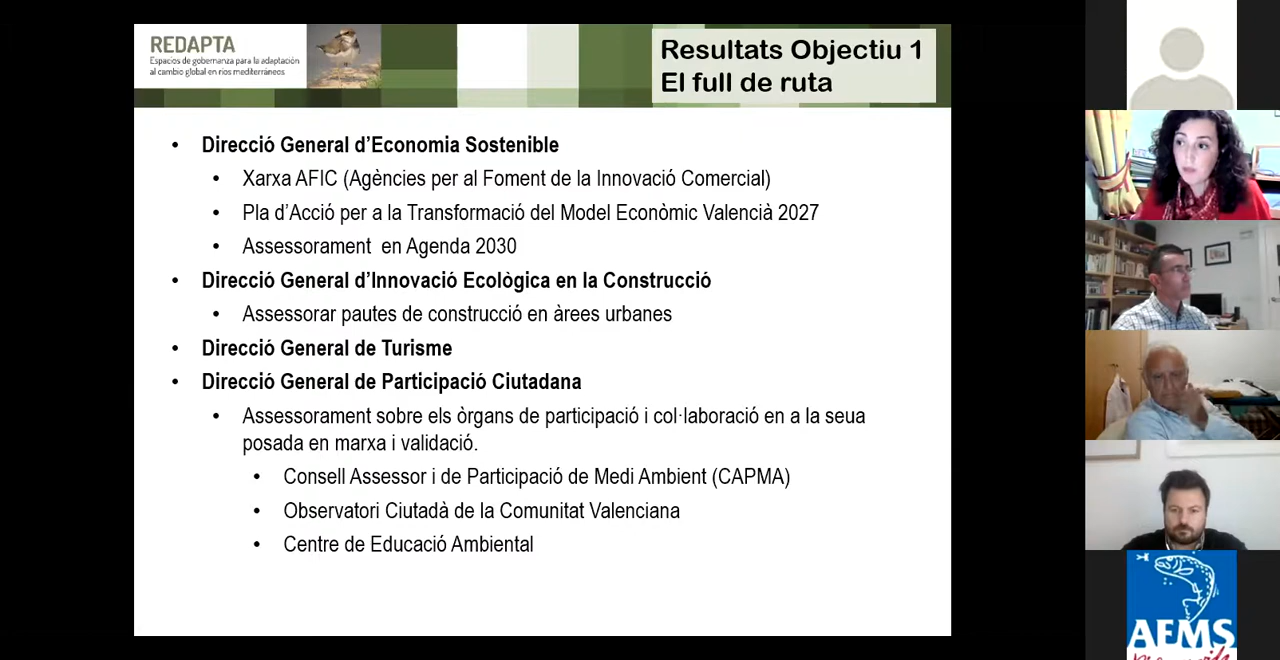 REDAPTA
Espacios de gobernanza para la adaptación
al cambio global en ríos mediterráneos
Resultats Objectiu 1
El full de ruta
• Direcció General d’Economia Sostenible
• Xarxa AFIC (Agències per al Foment de la Innovació Comercial)
• Pla d’Acció per a la Transformació del Model Econòmic Valencià 2027
• Assessorament en Agenda 2030
• Direcció General d’Innovació Ecològica en la Construcció
• Assessorar pautes de construcció en àrees urbanes
• Direcció General de Turisme
• Direcció General de Participació Ciutadana
• Assessorament sobre els òrgans de participació i col·laboració en a la seua
posada en marxa i validació.
• Consell Assessor i de Participació de Medi Ambient (CAPMA)
• Observatori Ciutadà de la Comunitat Valenciana
• Centre de Educació Ambiental
AEMS